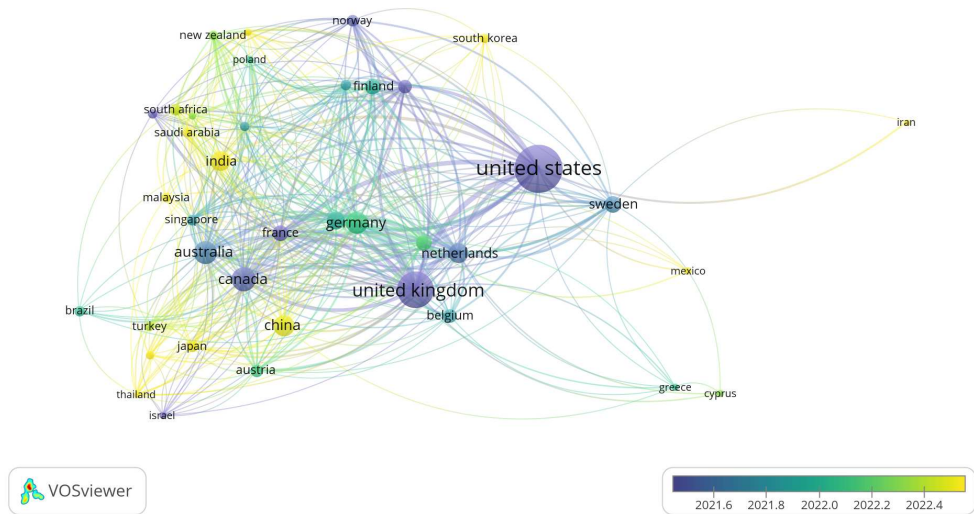 norway
new zealand
south korea
poland
finland
south africa
iran
saudi arabia
india
united states
malaysia
sweden
singapore
germany
france
australia
netherlands
mexico
canada
united kingdom
brazil
belgium
turkey
china
japan
austria
greece
cyprus
thailand
israel
VOSviewer
2021.6 2021.8 2022.0 2022.2 2022.4